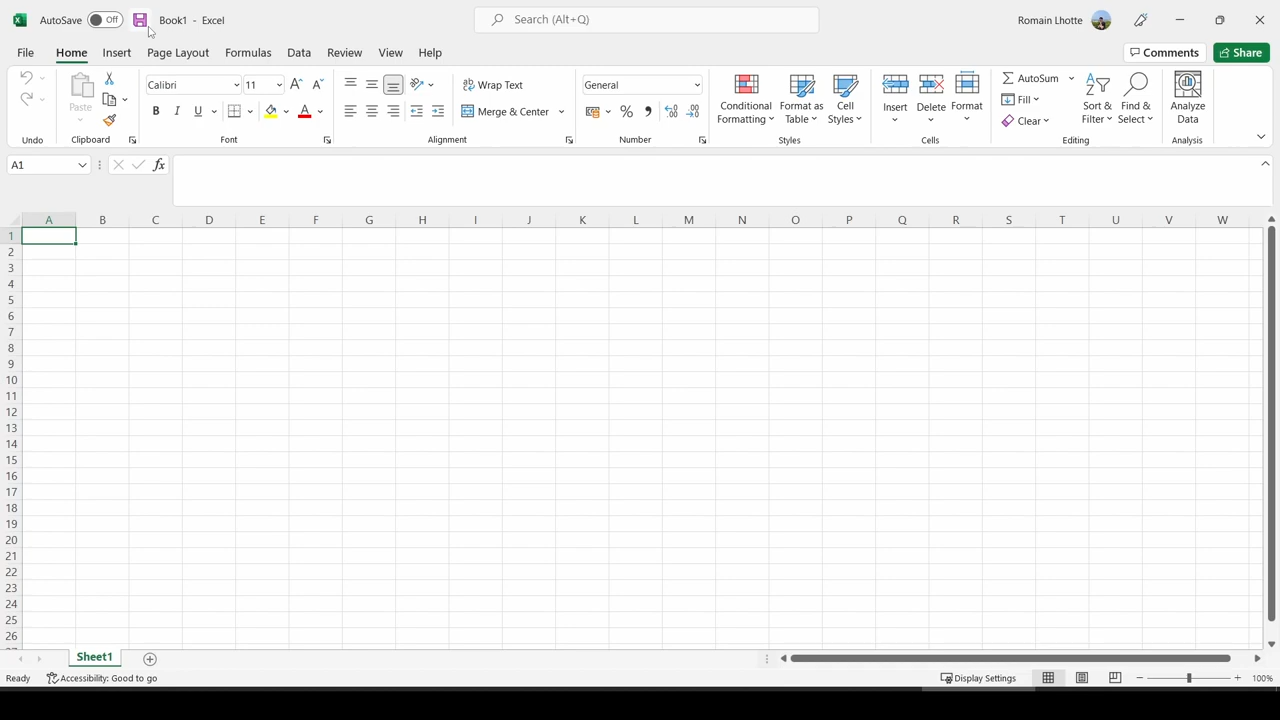 AutoSave Off Book1 - Excel Search (Alt+Q) Romain Lhotte
File Home Insert Page Layout Formulas Data Review View Help Comments Share
Calibri 11 Wrap Text General AutoSum
Paste Conditional Formatting Format as Table Cell Styles Insert Delete Format Fill Sort & Filter Find & Select Analyze Data
B I U A Merge & Center % , Clear
Undo Clipboard Font Alignment Number Styles Cells Editing Analysis
A1 fx
A B C D E F G H I J K L M N O P Q R S T U V W
1
2
3
4
5
6
7
8
9
10
11
12
13
14
15
16
17
18
19
20
21
22
23
24
25
26
Sheet1
Ready Accessibility: Good to go Display Settings 100%